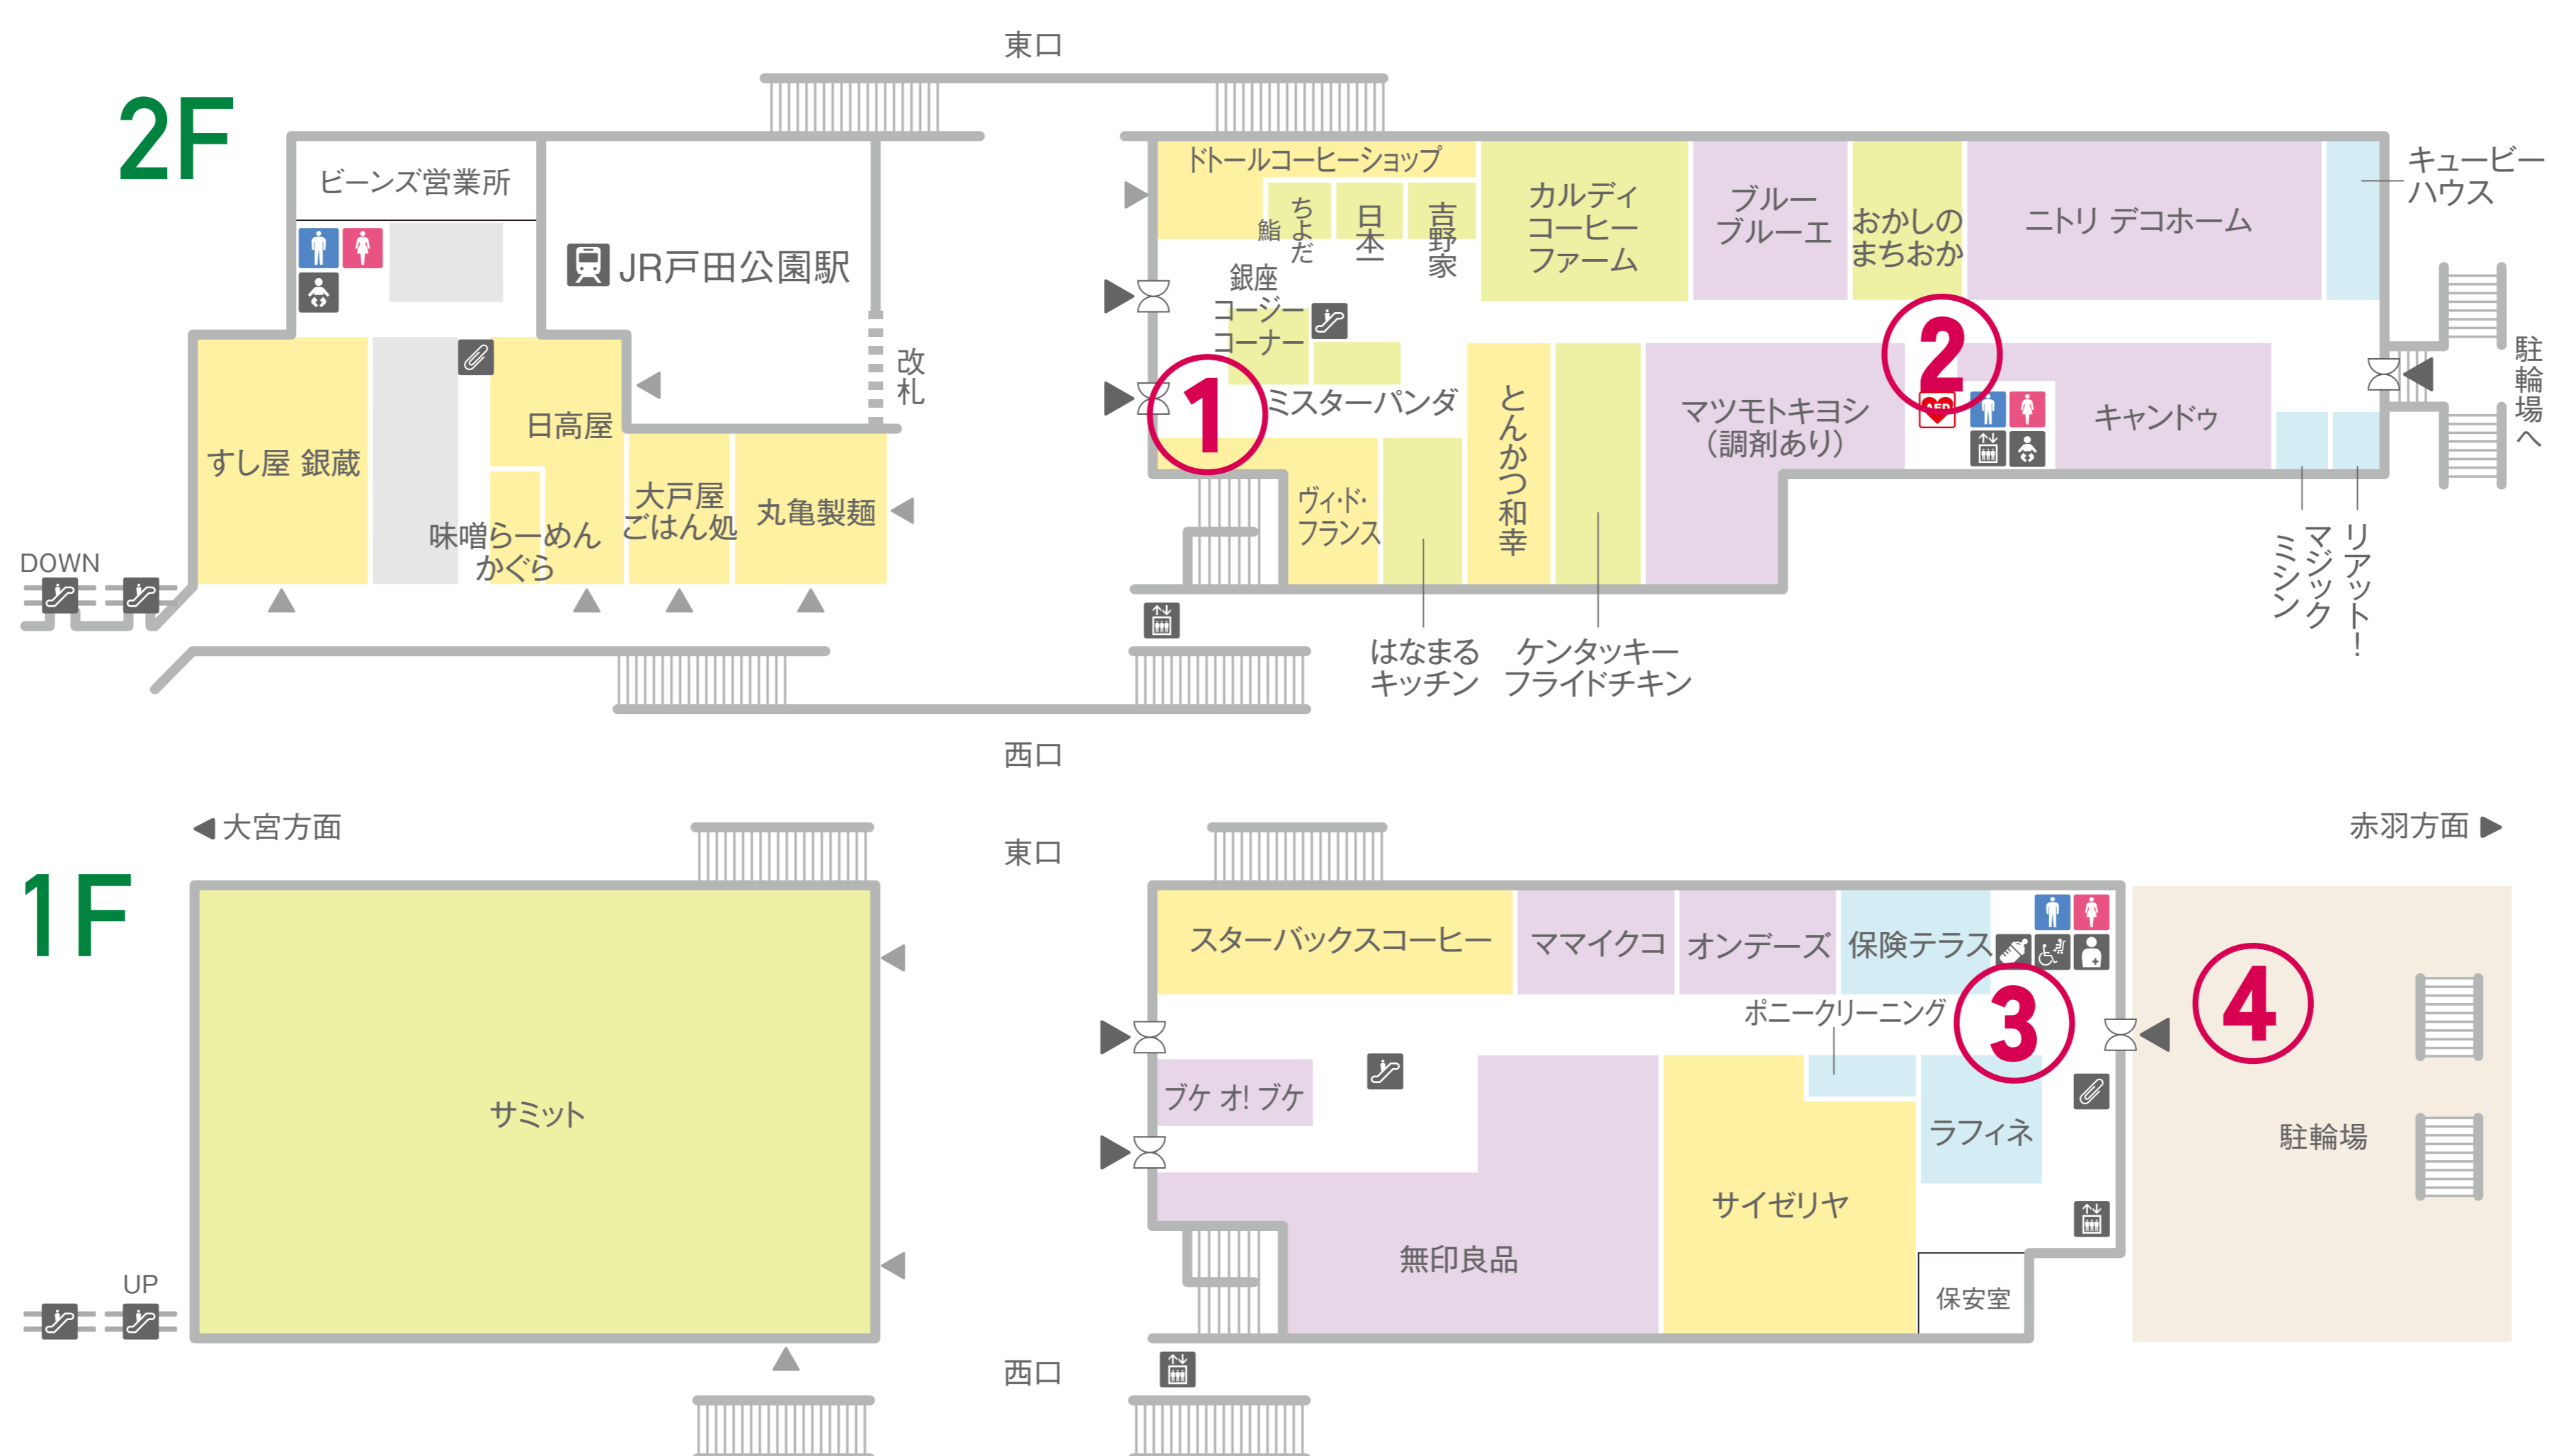 東口
2F
ビーンズ営業所
JR戸田公園駅
改札
すし屋 銀蔵
日高屋
味噌らーめん
かぐら
大戸屋
ごはん処
丸亀製麺
DOWN
ドトールコーヒーショップ
ちよだ
鮨
日本一
吉野家
カルディ
コーヒー
ファーム
ブルー
ブルーエ
おかしの
まちおか
ニトリ デコホーム
キュービー
ハウス
銀座
コージー
コーナー
①
ミスターパンダ
ヴィ・ド・
フランス
はなまる
キッチン
とんかつ和幸
ケンタッキー
フライドチキン
マツモトキヨシ
（調剤あり）
②
AED
キャンドゥ
マジック
ミシン
リアット！
駐輪場へ
西口
大宮方面
東口
赤羽方面
1F
サミット
UP
スターバックスコーヒー
ママイクコ
オンデーズ
保険テラス
ポニークリーニング
③
④
ブケ オ! ブケ
無印良品
サイゼリヤ
ラフィネ
保安室
駐輪場
西口